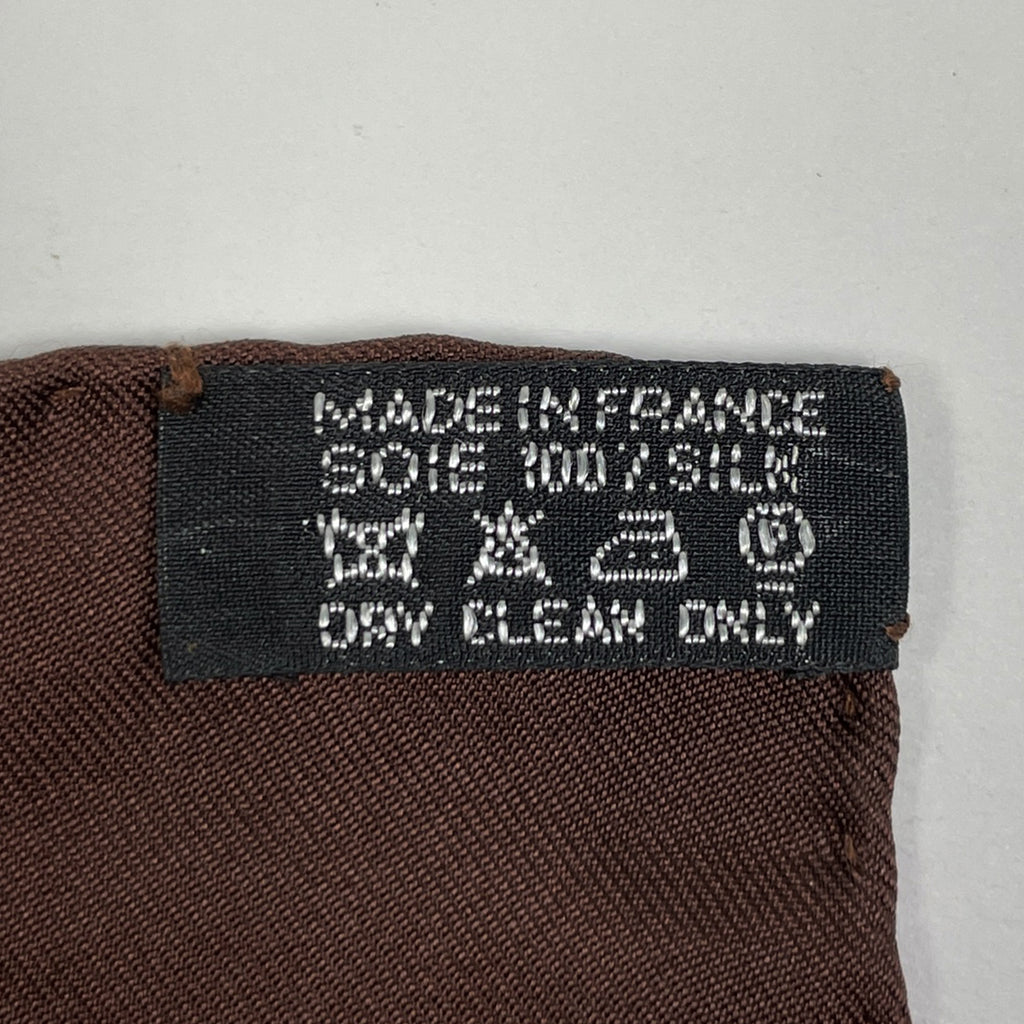 MADE IN FRANCE
SOIE 100% SILK
DRY CLEAN ONLY